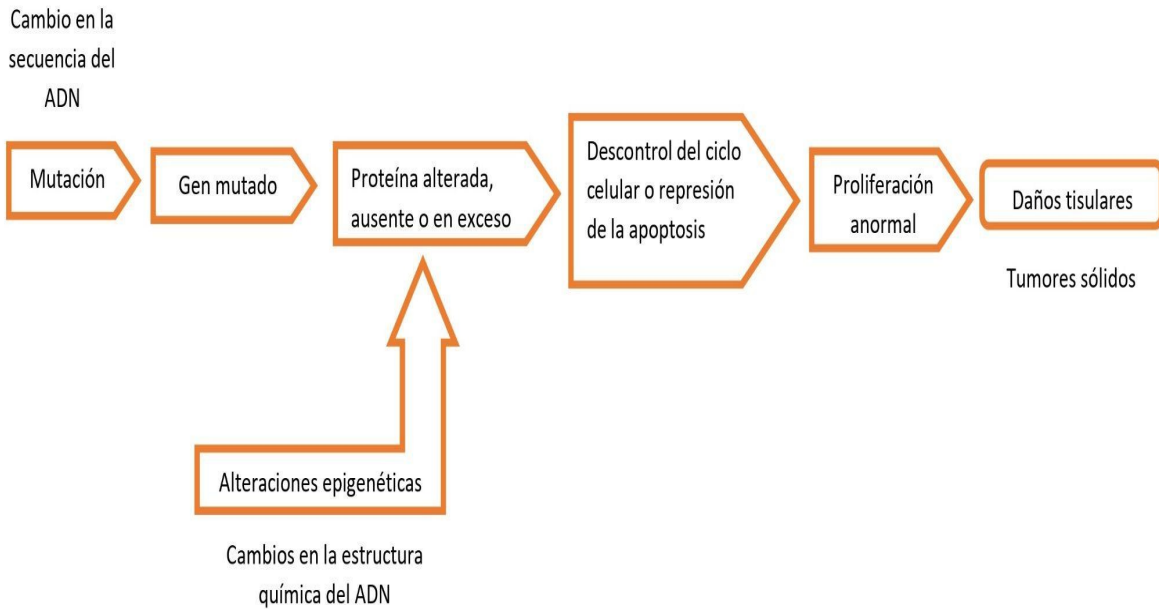 Cambio en la
secuencia del
ADN
Mutación
Gen mutado
Proteína alterada,
ausente o en exceso
Descontrol del ciclo
celular o represión
de la apoptosis
Proliferación
anormal
Daños tisulares
Tumores sólidos
Alteraciones epigenéticas
Cambios en la estructura
química del ADN